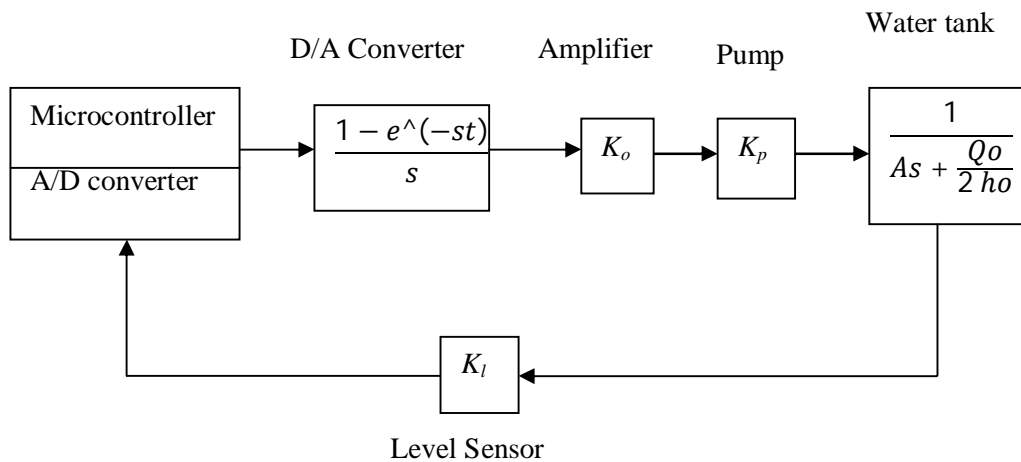 Water tank
D/A Converter
Amplifier
Pump
Microcontroller
A/D converter
1 − e^(−st)
s
K_o
K_p
1
As + Qo
2 ho
K_l
Level Sensor